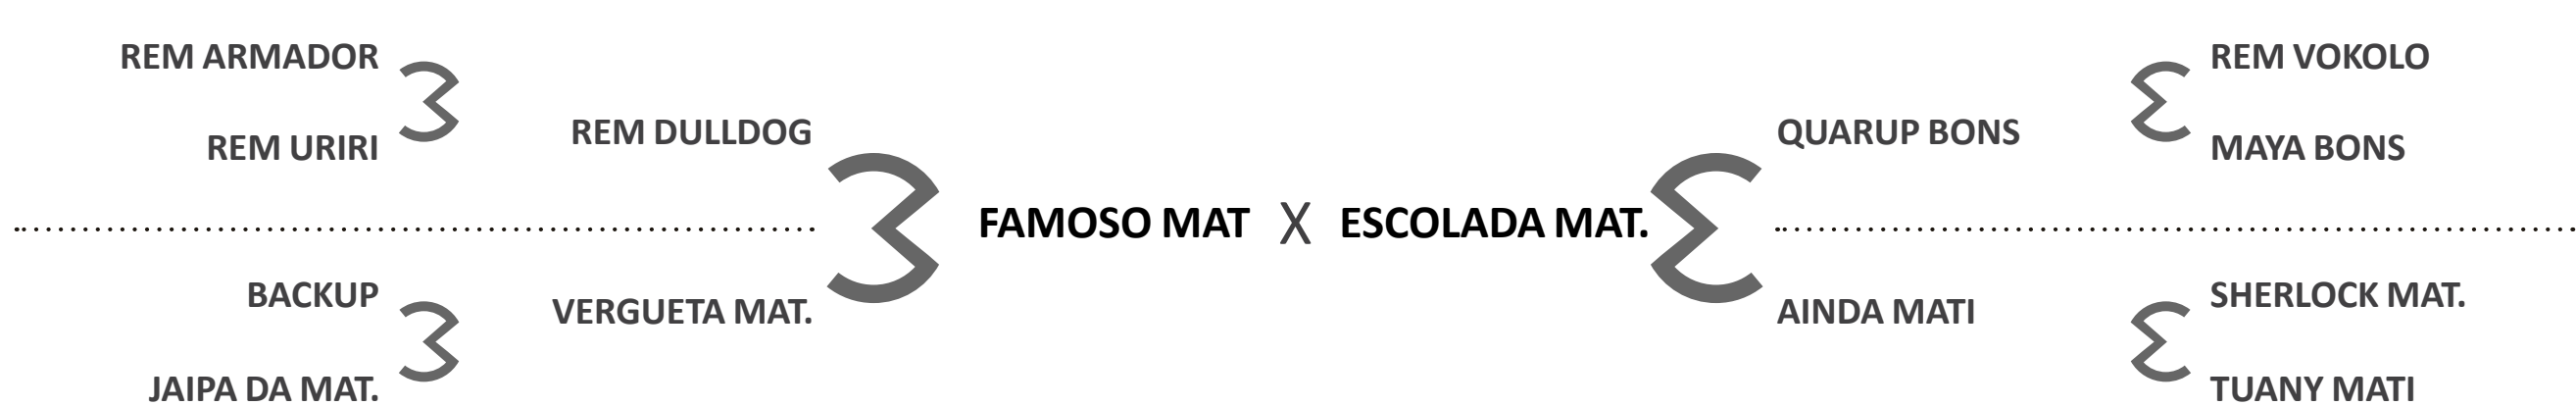 REM ARMADOR
REM URIRI
REM DULLDOG
BACKUP
JAIPA DA MAT.
VERGUETA MAT.
FAMOSO MAT X ESCOLADA MAT.
QUARUP BONS
REM VOKOLO
MAYA BONS
AINDA MATI
SHERLOCK MAT.
TUANY MATI